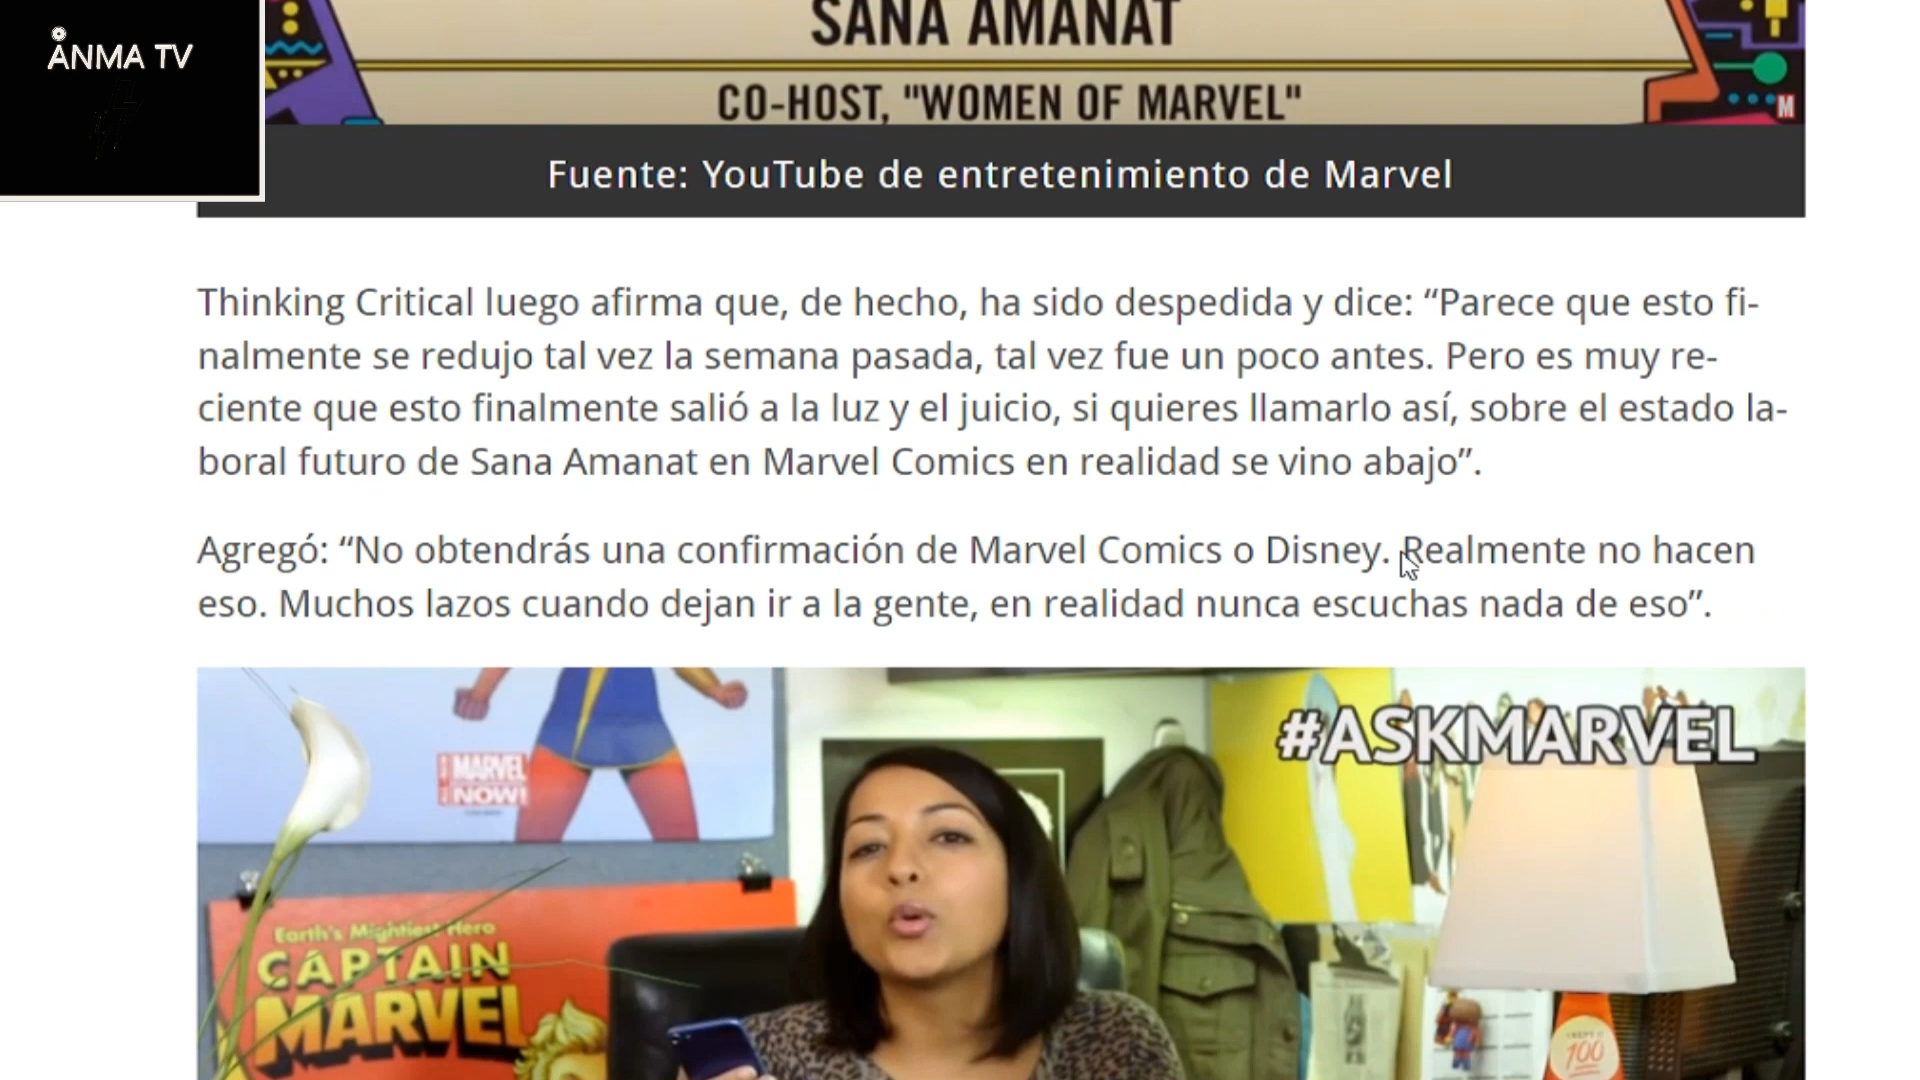 ÅNMA TV
SANA AMANAT
CO-HOST, "WOMEN OF MARVEL"
M
Fuente: YouTube de entretenimiento de Marvel
Thinking Critical luego afirma que, de hecho, ha sido despedida y dice: “Parece que esto fi-
nalmente se redujo tal vez la semana pasada, tal vez fue un poco antes. Pero es muy re-
ciente que esto finalmente salió a la luz y el juicio, si quieres llamarlo así, sobre el estado la-
boral futuro de Sana Amanat en Marvel Comics en realidad se vino abajo”.
Agregó: “No obtendrás una confirmación de Marvel Comics o Disney. Realmente no hacen
eso. Muchos lazos cuando dejan ir a la gente, en realidad nunca escuchas nada de eso”.
#ASKMARVEL
MARVEL
NOW!
Earth's Mightiest Hero
CAPTAIN
MARVEL
100